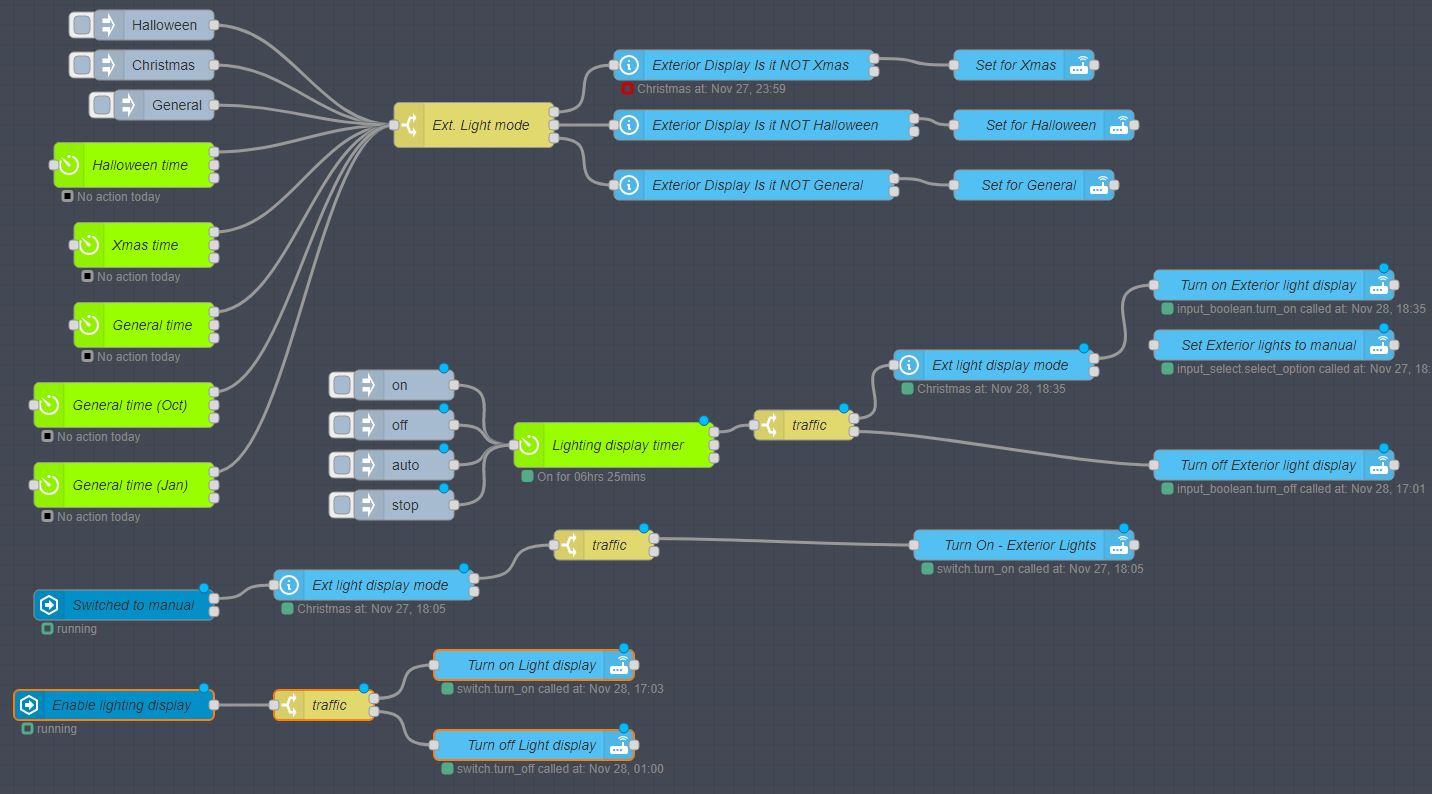 Halloween
Christmas
General
Halloween time
No action today
Xmas time
No action today
General time
No action today
General time (Oct)
No action today
General time (Jan)
No action today
Ext. Light mode
Exterior Display Is it NOT Xmas
Christmas at: Nov 27, 23:59
Set for Xmas
Exterior Display Is it NOT Halloween
Set for Halloween
Exterior Display Is it NOT General
Set for General
on
off
auto
stop
Lighting display timer
On for 06hrs 25mins
traffic
Ext light display mode
Christmas at: Nov 28, 18:35
Turn on Exterior light display
input_boolean.turn_on called at: Nov 28, 18:35
Set Exterior lights to manual
input_select.select_option called at: Nov 27, 18:
Turn off Exterior light display
input_boolean.turn_off called at: Nov 28, 17:01
Switched to manual
running
Ext light display mode
Christmas at: Nov 27, 18:05
traffic
Turn On - Exterior Lights
switch.turn_on called at: Nov 27, 18:05
Enable lighting display
running
traffic
Turn on Light display
switch.turn_on called at: Nov 28, 17:03
Turn off Light display
switch.turn_off called at: Nov 28, 01:00